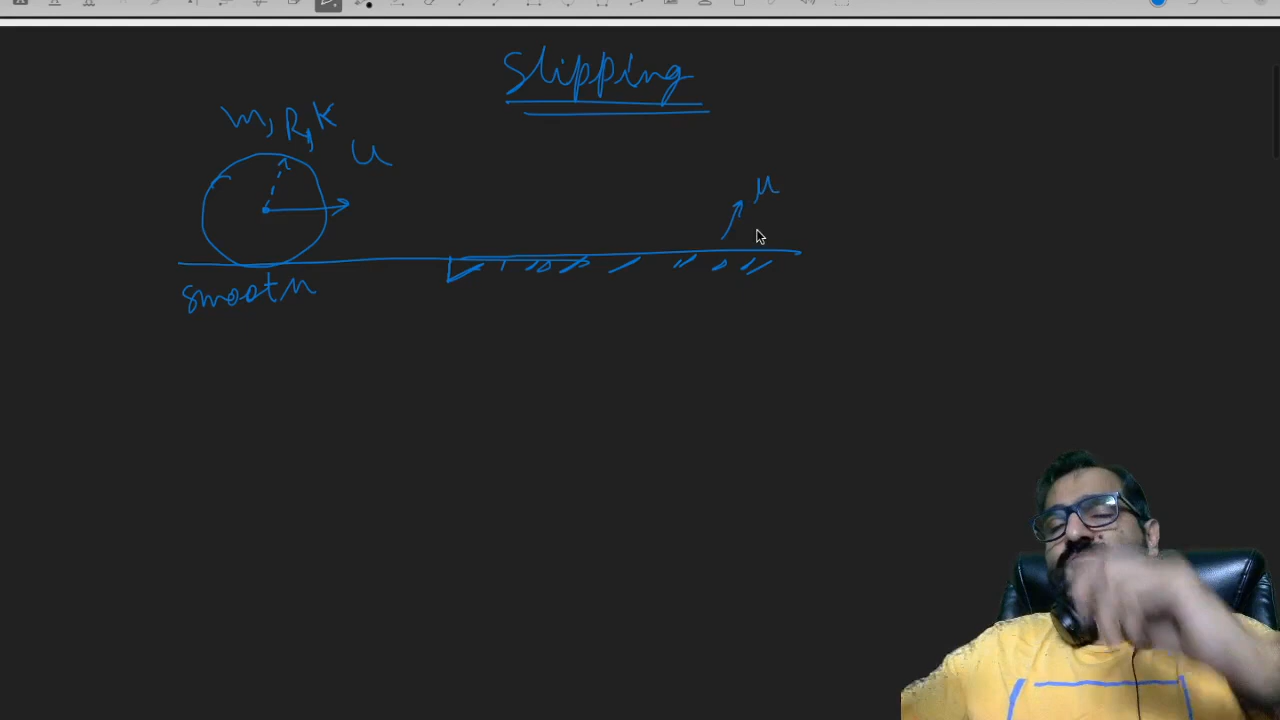 Slipping
m, R, K
u
μ
smooth